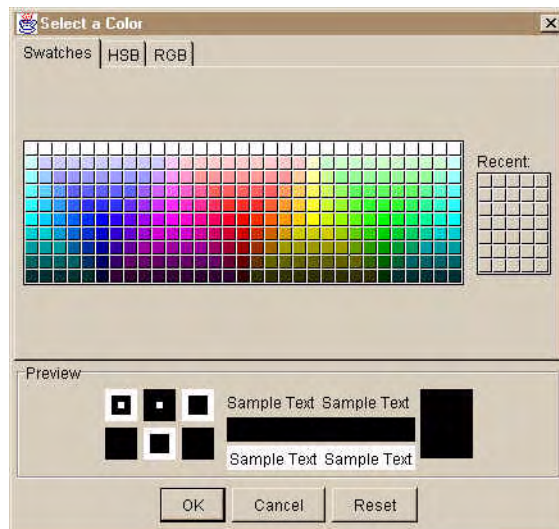 Select a Color
Swatches HSB RGB
Recent:
Preview
Sample Text Sample Text
Sample Text Sample Text
OK Cancel Reset